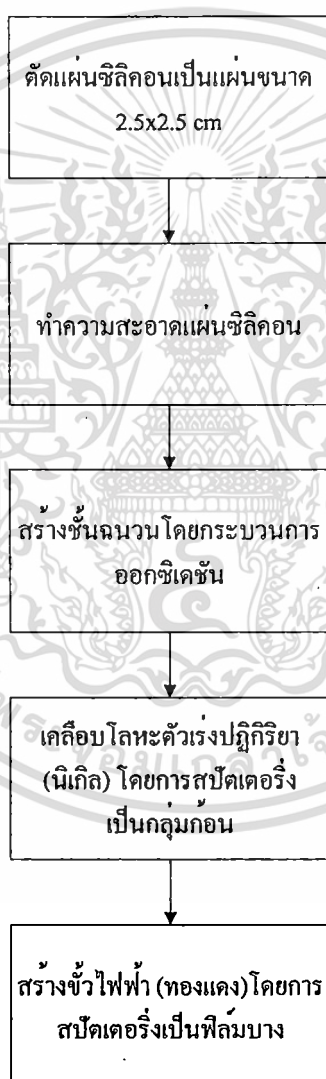 ตัดแผ่นซิลิคอนเป็นแผ่นขนาด
2.5x2.5 cm
ทำความสะอาดแผ่นซิลิคอน
สร้างชั้นฉนวนโดยกระบวนการ
ออกซิเดชัน
เคลือบโลหะตัวเร่งปฏิกิริยา
(นิเกิล) โดยการสปัตเตอริ่ง
เป็นกลุ่มก้อน
สร้างขั้วไฟฟ้า (ทองแดง)โดยการ
สปัตเตอริ่งเป็นฟิล์มบาง